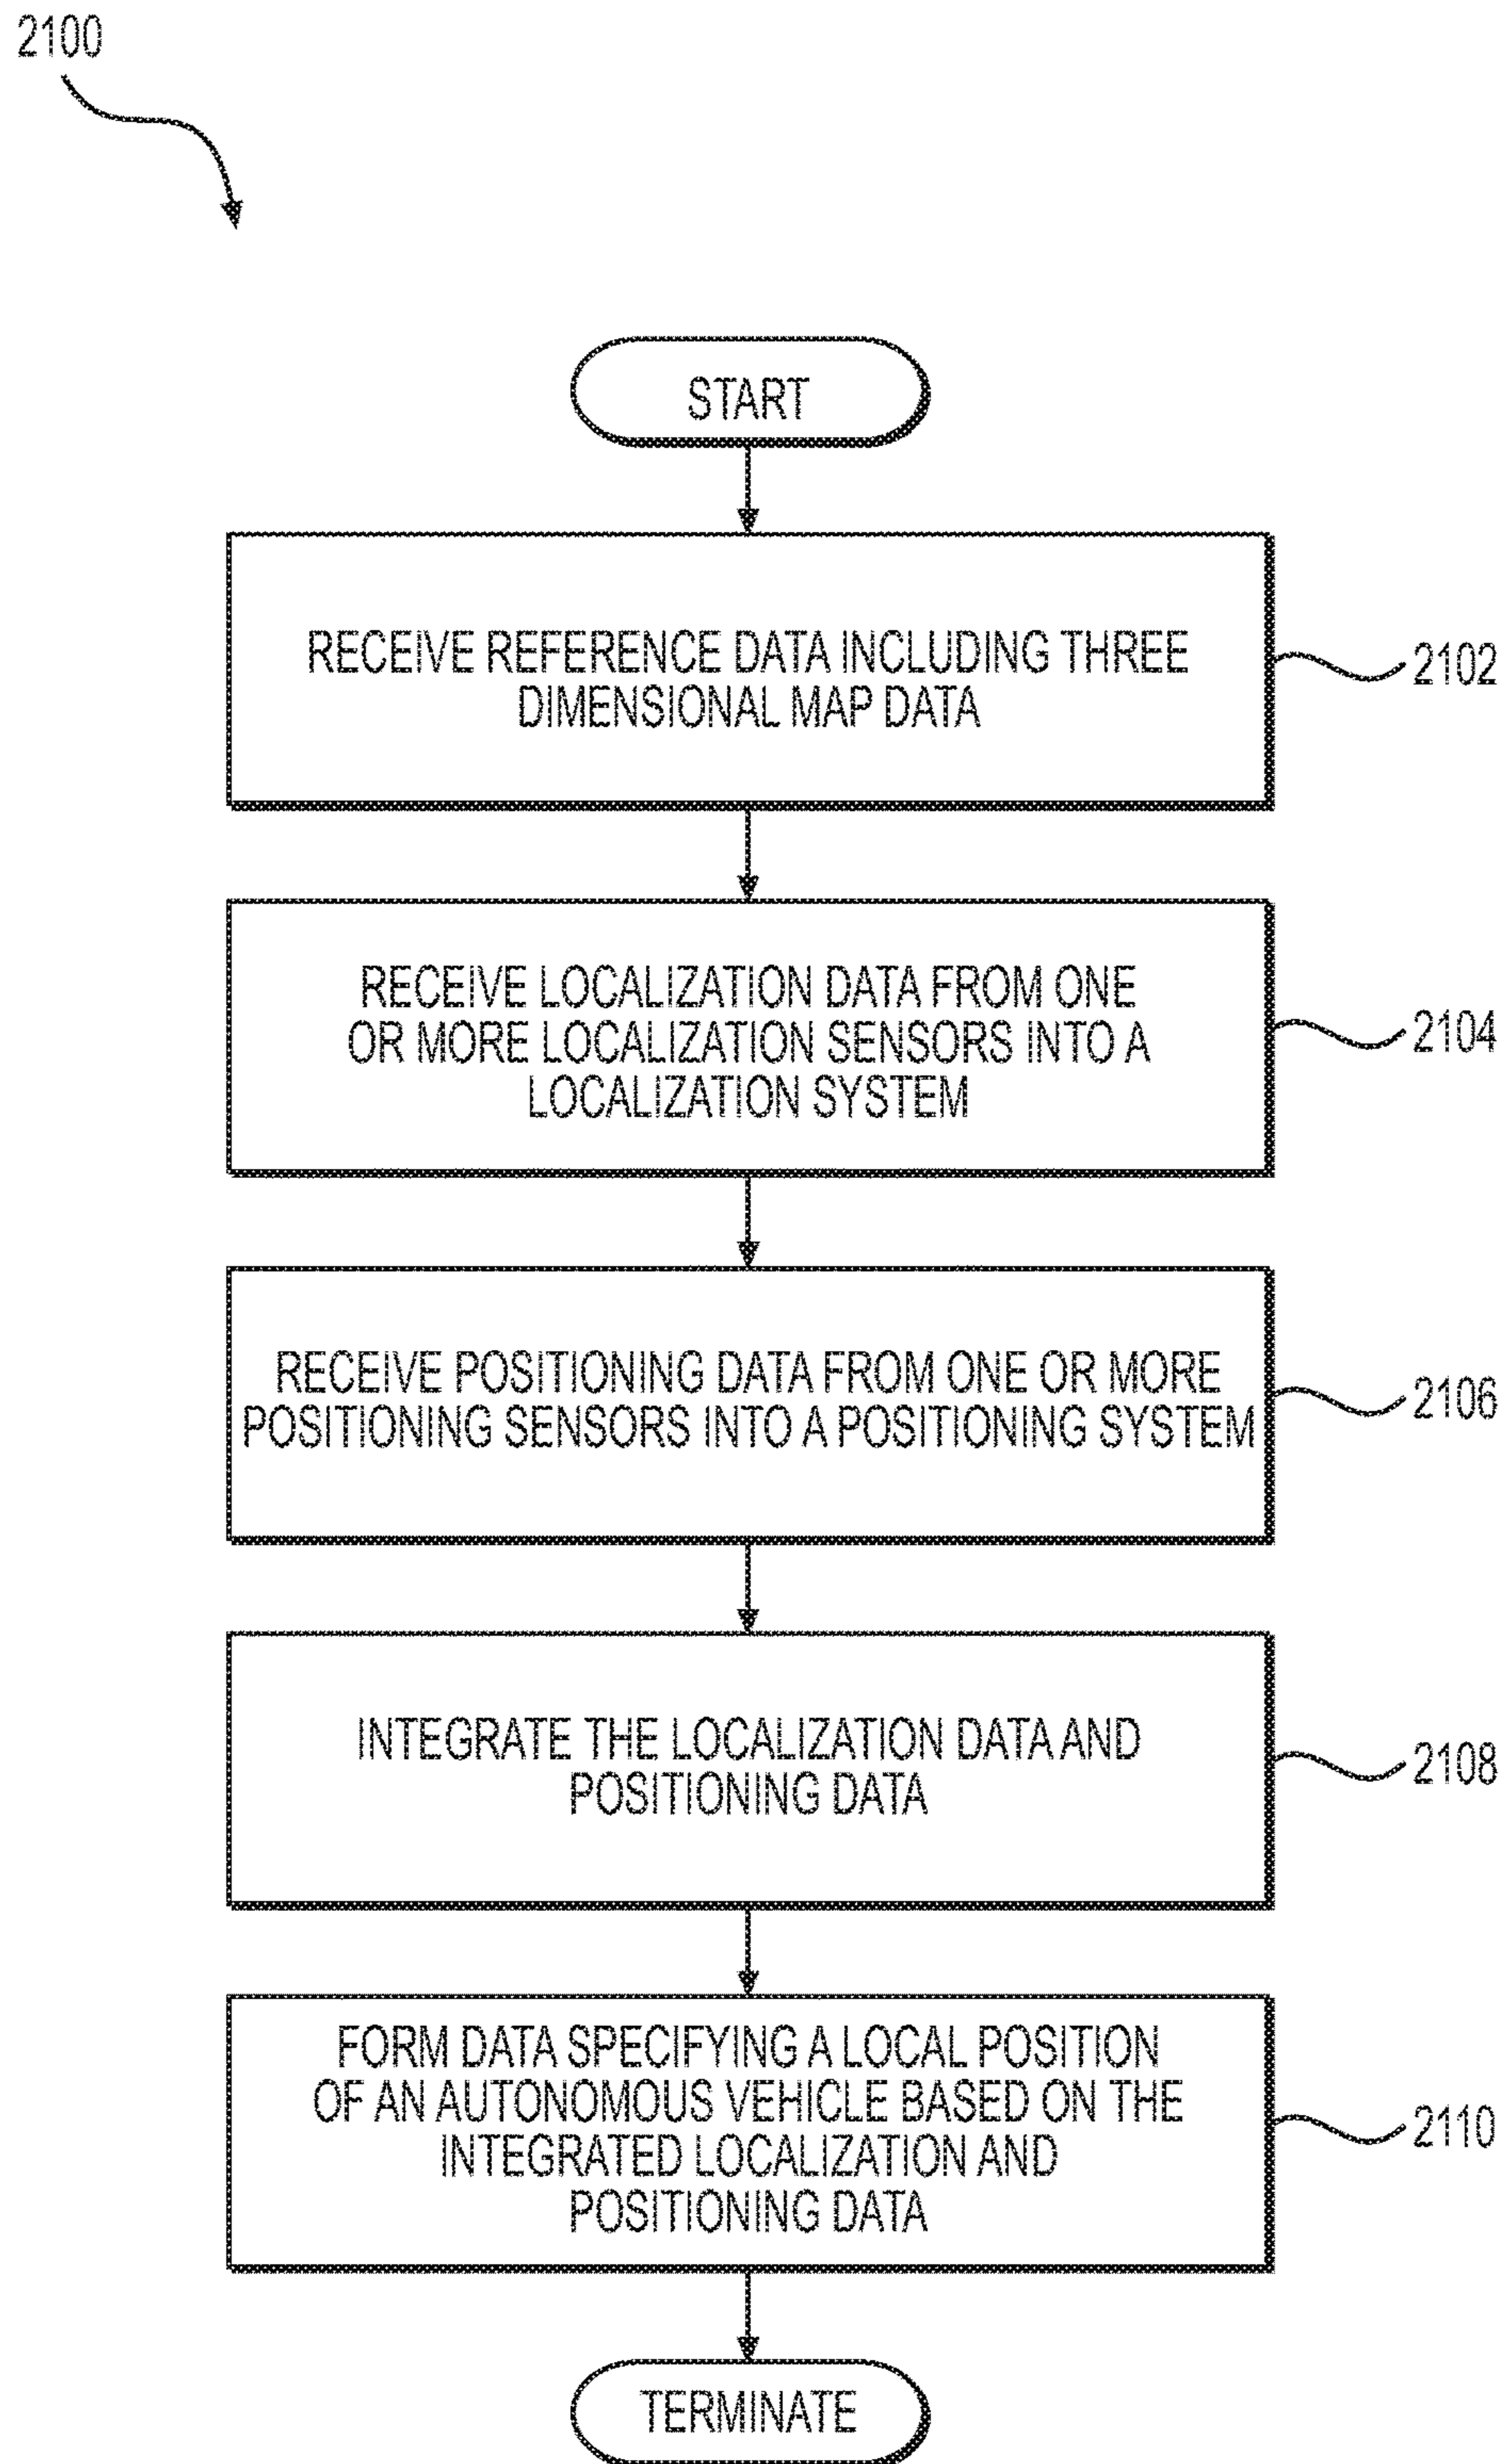 2100
START
RECEIVE REFERENCE DATA INCLUDING THREE
DIMENSIONAL MAP DATA
2102
RECEIVE LOCALIZATION DATA FROM ONE
OR MORE LOCALIZATION SENSORS INTO A
LOCALIZATION SYSTEM
2104
RECEIVE POSITIONING DATA FROM ONE OR MORE
POSITIONING SENSORS INTO A POSITIONING SYSTEM
2106
INTEGRATE THE LOCALIZATION DATA AND
POSITIONING DATA
2108
FORM DATA SPECIFYING A LOCAL POSITION
OF AN AUTONOMOUS VEHICLE BASED ON THE
INTEGRATED LOCALIZATION AND
POSITIONING DATA
2110
TERMINATE